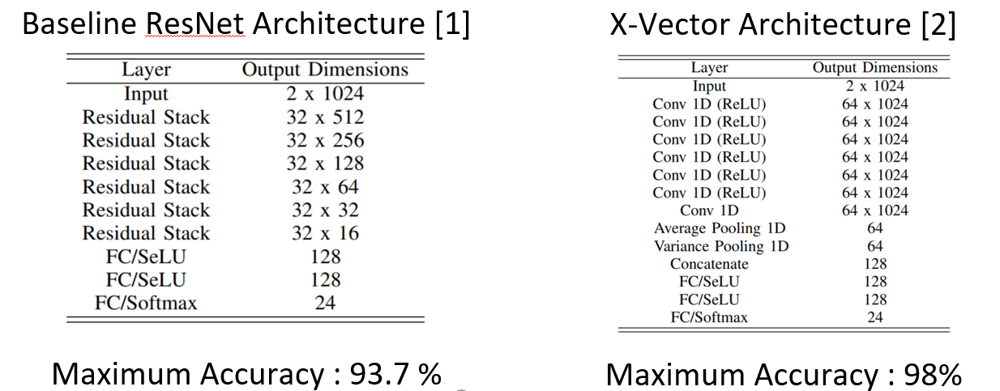 Baseline ResNet Architecture [1]
Layer Output Dimensions
Input 2 x 1024
Residual Stack 32 x 512
Residual Stack 32 x 256
Residual Stack 32 x 128
Residual Stack 32 x 64
Residual Stack 32 x 32
Residual Stack 32 x 16
FC/SeLU 128
FC/SeLU 128
FC/Softmax 24
Maximum Accuracy : 93.7 %
X-Vector Architecture [2]
Layer Output Dimensions
Input 2 x 1024
Conv 1D (ReLU) 64 x 1024
Conv 1D (ReLU) 64 x 1024
Conv 1D (ReLU) 64 x 1024
Conv 1D (ReLU) 64 x 1024
Conv 1D (ReLU) 64 x 1024
Conv 1D (ReLU) 64 x 1024
Conv 1D 64 x 1024
Average Pooling 1D 64
Variance Pooling 1D 64
Concatenate 128
FC/SeLU 128
FC/SeLU 128
FC/Softmax 24
Maximum Accuracy : 98%